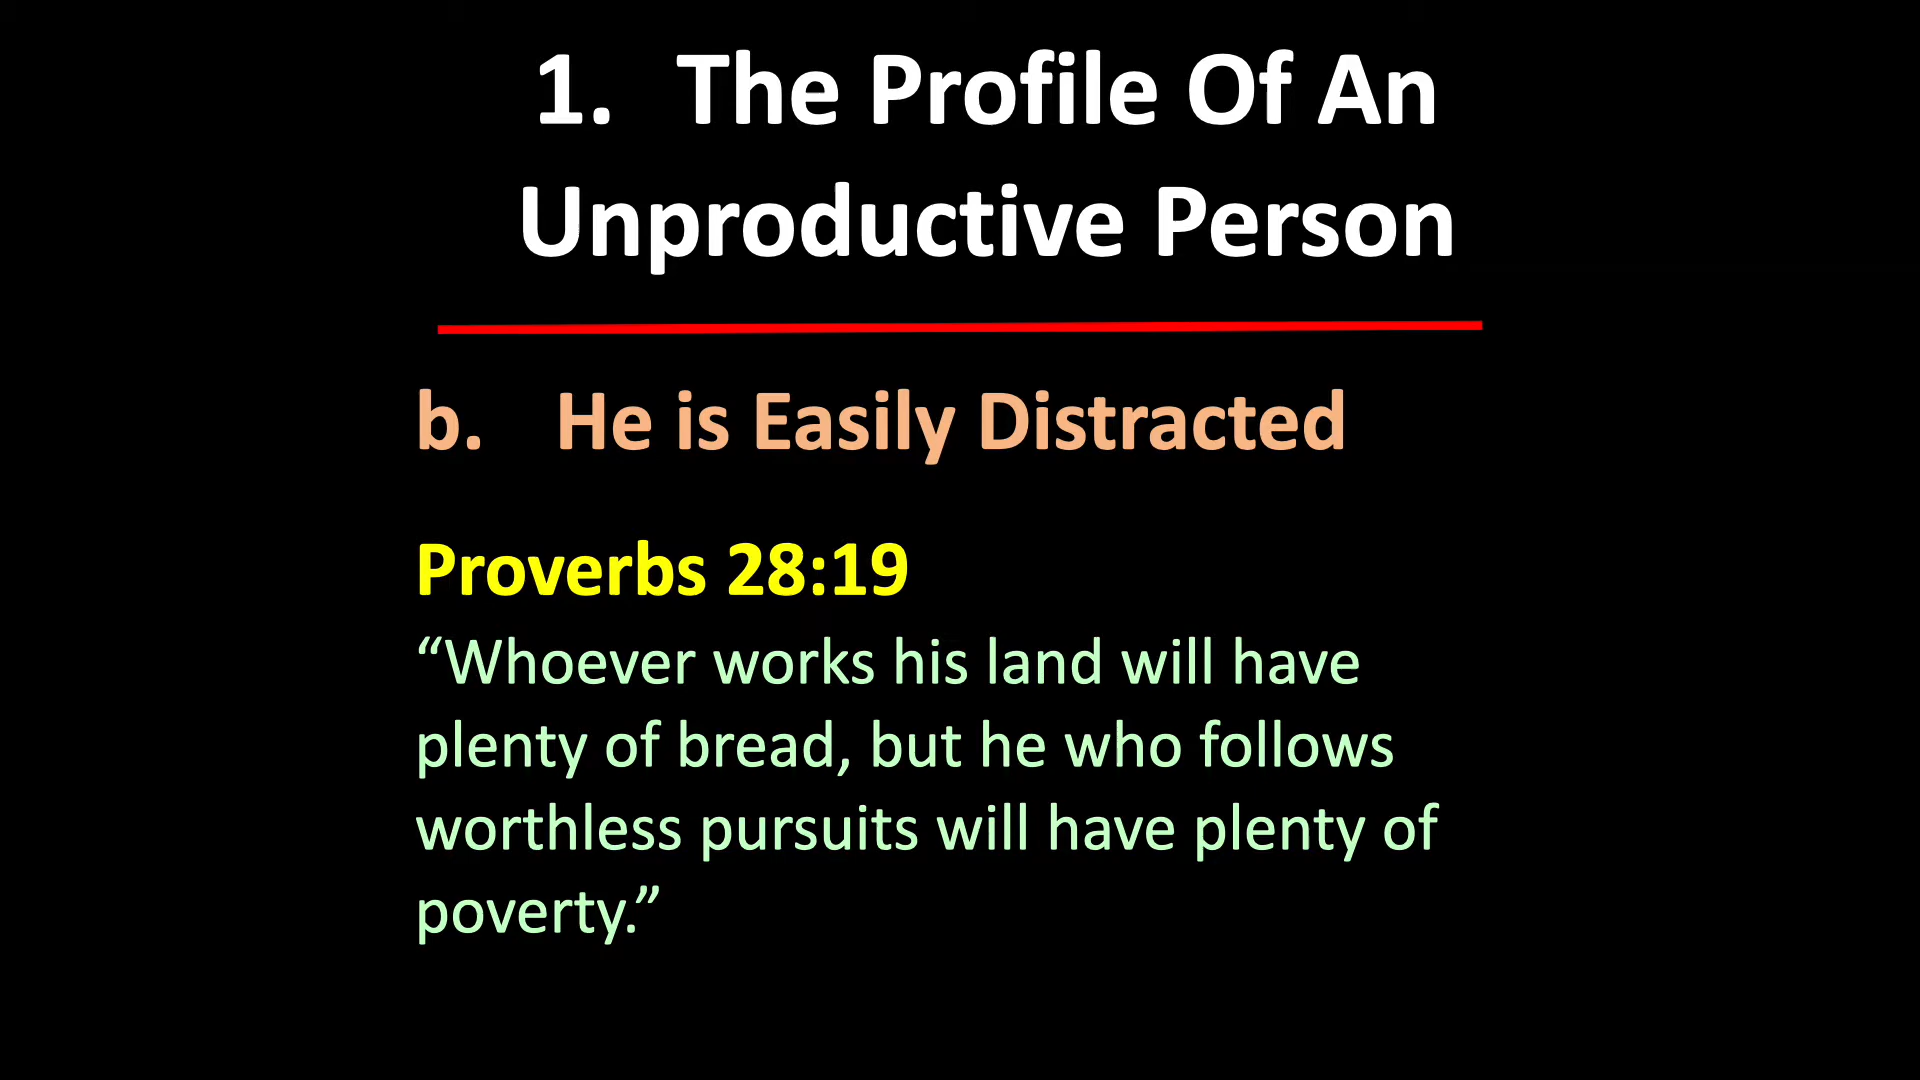 1. The Profile Of An
Unproductive Person
b. He is Easily Distracted
Proverbs 28:19
“Whoever works his land will have
plenty of bread, but he who follows
worthless pursuits will have plenty of
poverty.”